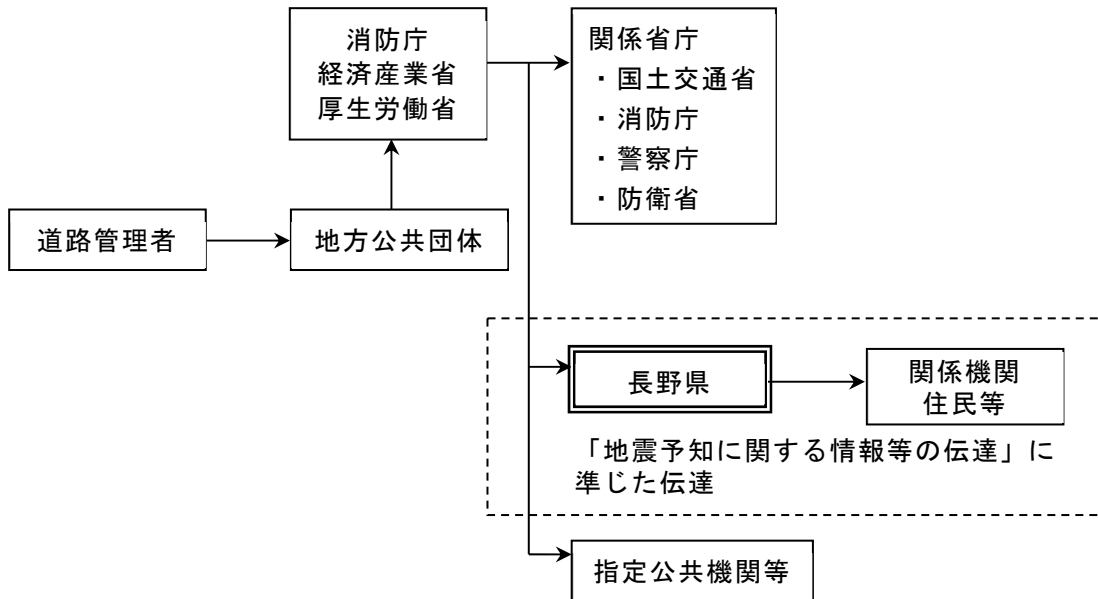 消防庁
経済産業省
厚生労働省
関係省庁
・国土交通省
・消防庁
・警察庁
・防衛省
道路管理者
地方公共団体
長野県
関係機関
住民等
「地震予知に関する情報等の伝達」に
準じた伝達
指定公共機関等